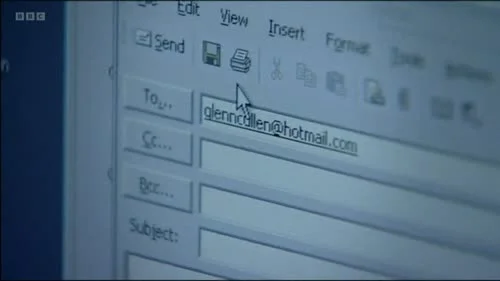 BBC
Edit View Insert Format
Send
To...
glenncullen@hotmail.com
Cc...
Bcc...
Subject: